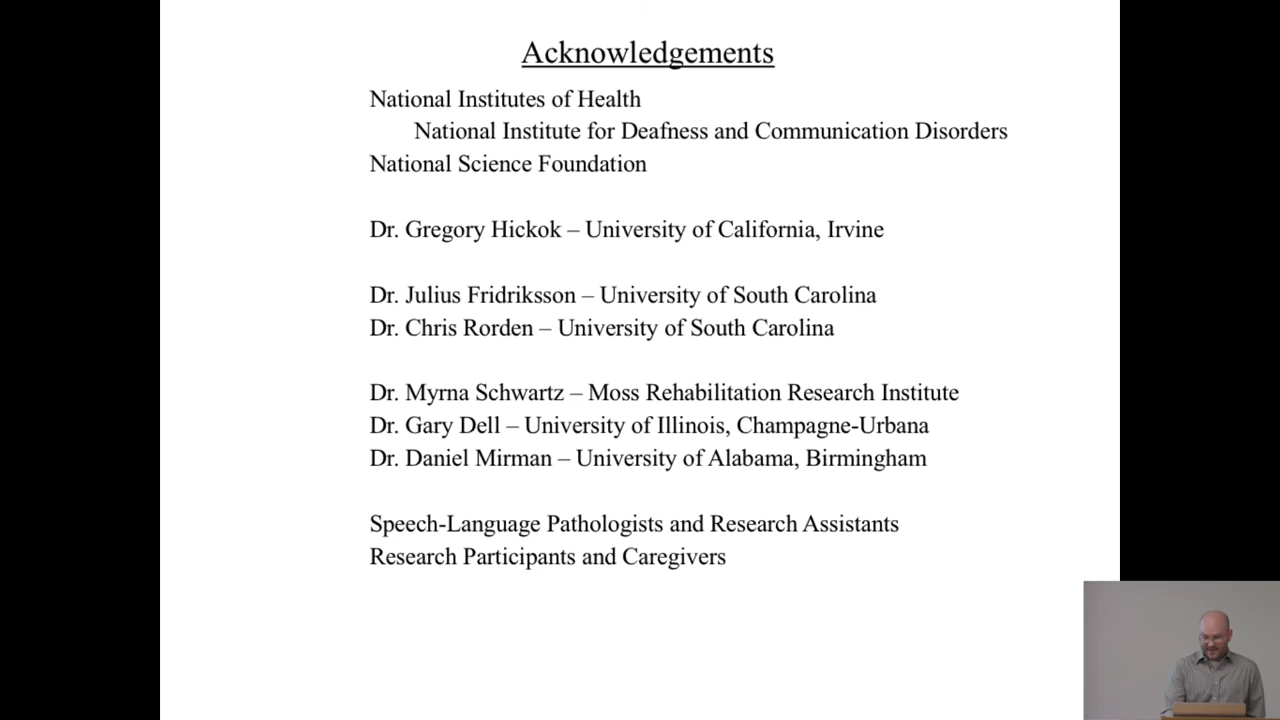 Acknowledgements
National Institutes of Health
National Institute for Deafness and Communication Disorders
National Science Foundation
Dr. Gregory Hickok – University of California, Irvine
Dr. Julius Fridriksson – University of South Carolina
Dr. Chris Rorden – University of South Carolina
Dr. Myrna Schwartz – Moss Rehabilitation Research Institute
Dr. Gary Dell – University of Illinois, Champagne-Urbana
Dr. Daniel Mirman – University of Alabama, Birmingham
Speech-Language Pathologists and Research Assistants
Research Participants and Caregivers